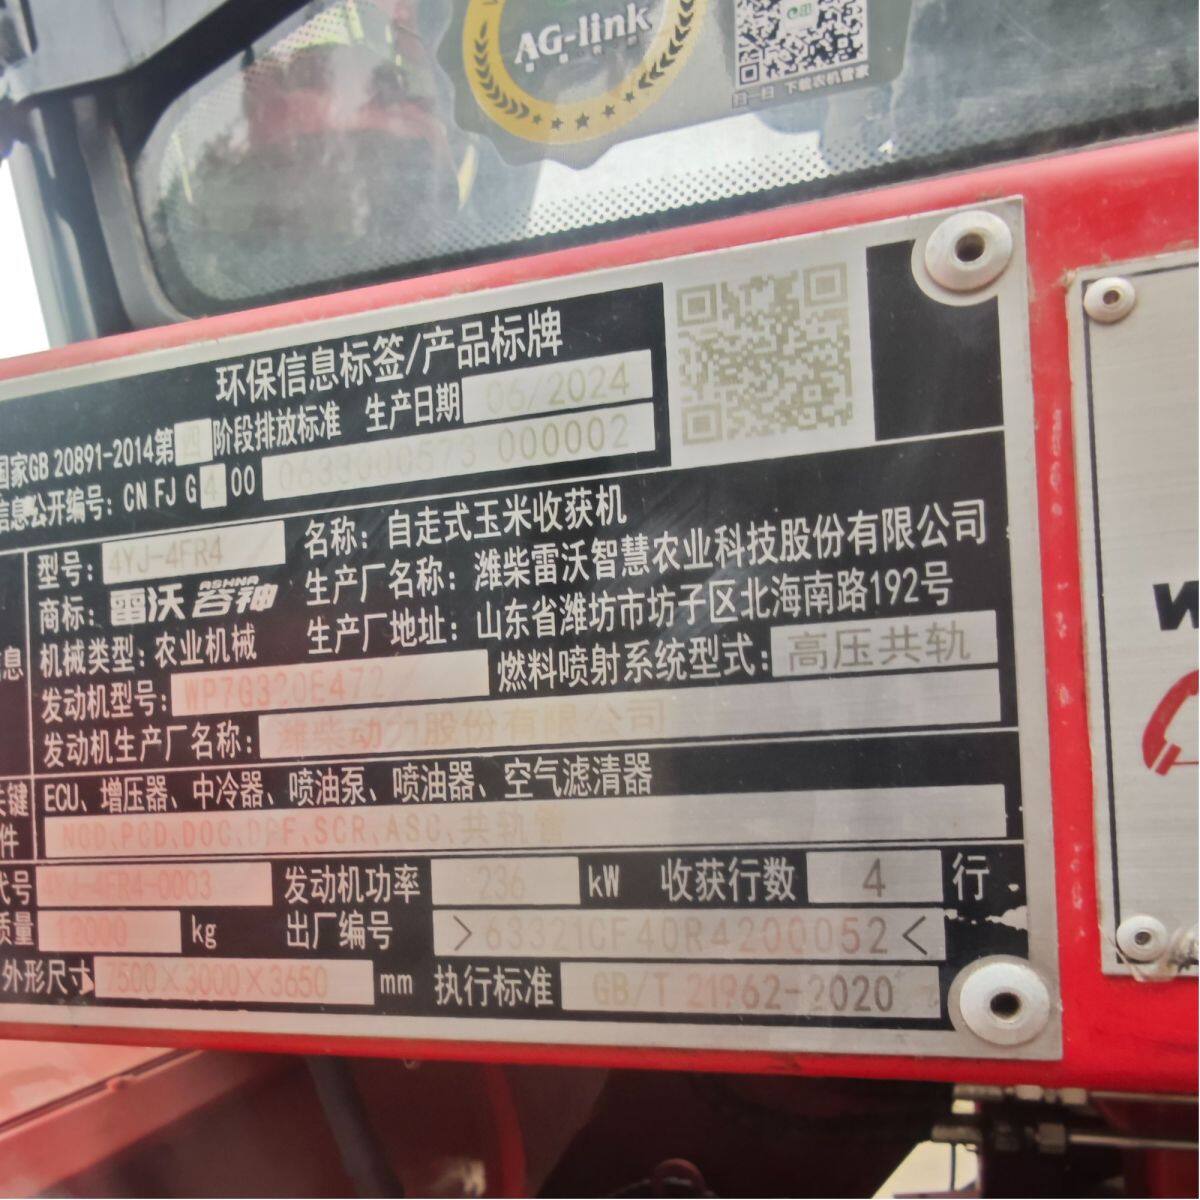 AG-link
扫一扫 下载农机管家
环保信息标签/产品标牌
国家GB 20891-2014第四阶段排放标准 生产日期 06/2024
信息公开编号: CN FJ G4 00 0633000573 000002
型号: 4YJ-4FR4 名称: 自走式玉米收获机
商标: 雷沃谷神 ASHNA 生产厂名称: 潍柴雷沃智慧农业科技股份有限公司
机械类型: 农业机械 生产厂地址: 山东省潍坊市坊子区北海南路192号
发动机型号: WP7G320E472 燃料喷射系统型式: 高压共轨
发动机生产厂名称: 潍柴动力股份有限公司
ECU、增压器、中冷器、喷油泵、喷油器、空气滤清器
NCD、PCD、DOC、DPF、SCR、ASC、共轨管
代号 4YJ-4FR4-0003 发动机功率 236 kW 收获行数 4 行
质量 kg 出厂编号 >63321CF40R4200052<
外形尺寸 7500×3000×3650 mm 执行标准 GB/T 21962-2020